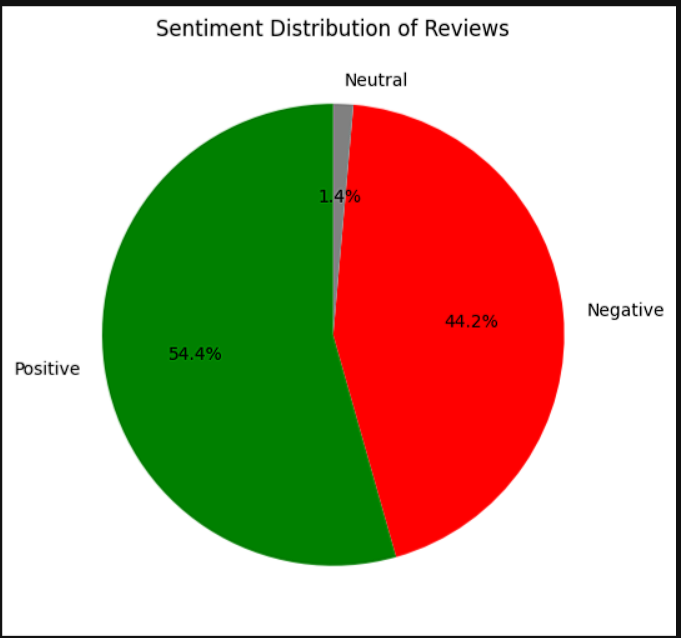 Sentiment Distribution of Reviews
Neutral
1.4%
Negative
44.2%
54.4%
Positive